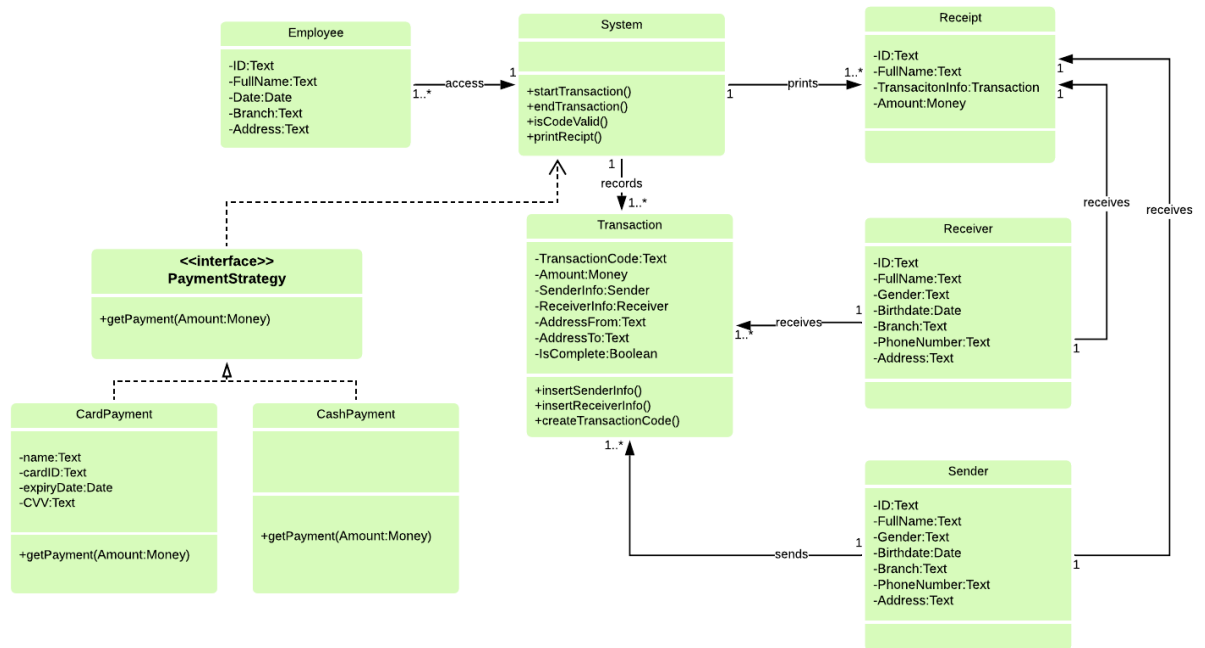 Employee
-ID:Text
-FullName:Text
-Date:Date
-Branch:Text
-Address:Text
1..*
access
1
System
+startTransaction()
+endTransaction()
+isCodeValid()
+printRecipt()
1
prints
1..*
Receipt
-ID:Text
-FullName:Text
-TransacitonInfo:Transaction
-Amount:Money
1
1
receives
receives
1
records
1..*
Transaction
-TransactionCode:Text
-Amount:Money
-SenderInfo:Sender
-ReceiverInfo:Receiver
-AddressFrom:Text
-AddressTo:Text
-IsComplete:Boolean
+insertSenderInfo()
+insertReceiverInfo()
+createTransactionCode()
1..*
receives
1
1..*
sends
1
Receiver
-ID:Text
-FullName:Text
-Gender:Text
-Birthdate:Date
-Branch:Text
-PhoneNumber:Text
-Address:Text
1
<<interface>>
PaymentStrategy
+getPayment(Amount:Money)
CardPayment
-name:Text
-cardID:Text
-expiryDate:Date
-CVV:Text
+getPayment(Amount:Money)
CashPayment
+getPayment(Amount:Money)
Sender
-ID:Text
-FullName:Text
-Gender:Text
-Birthdate:Date
-Branch:Text
-PhoneNumber:Text
-Address:Text
1